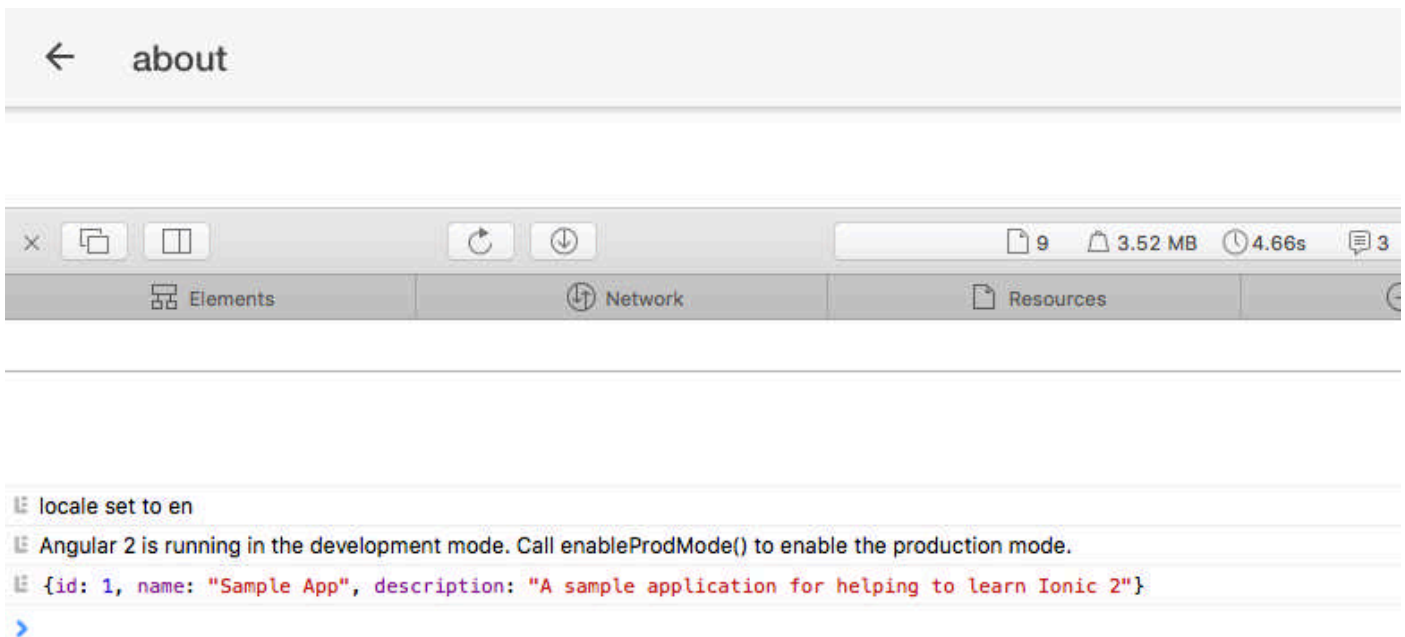 about
9 3.52 MB 4.66s 3
Elements Network Resources
locale set to en
Angular 2 is running in the development mode. Call enableProdMode() to enable the production mode.
{id: 1, name: "Sample App", description: "A sample application for helping to learn Ionic 2"}